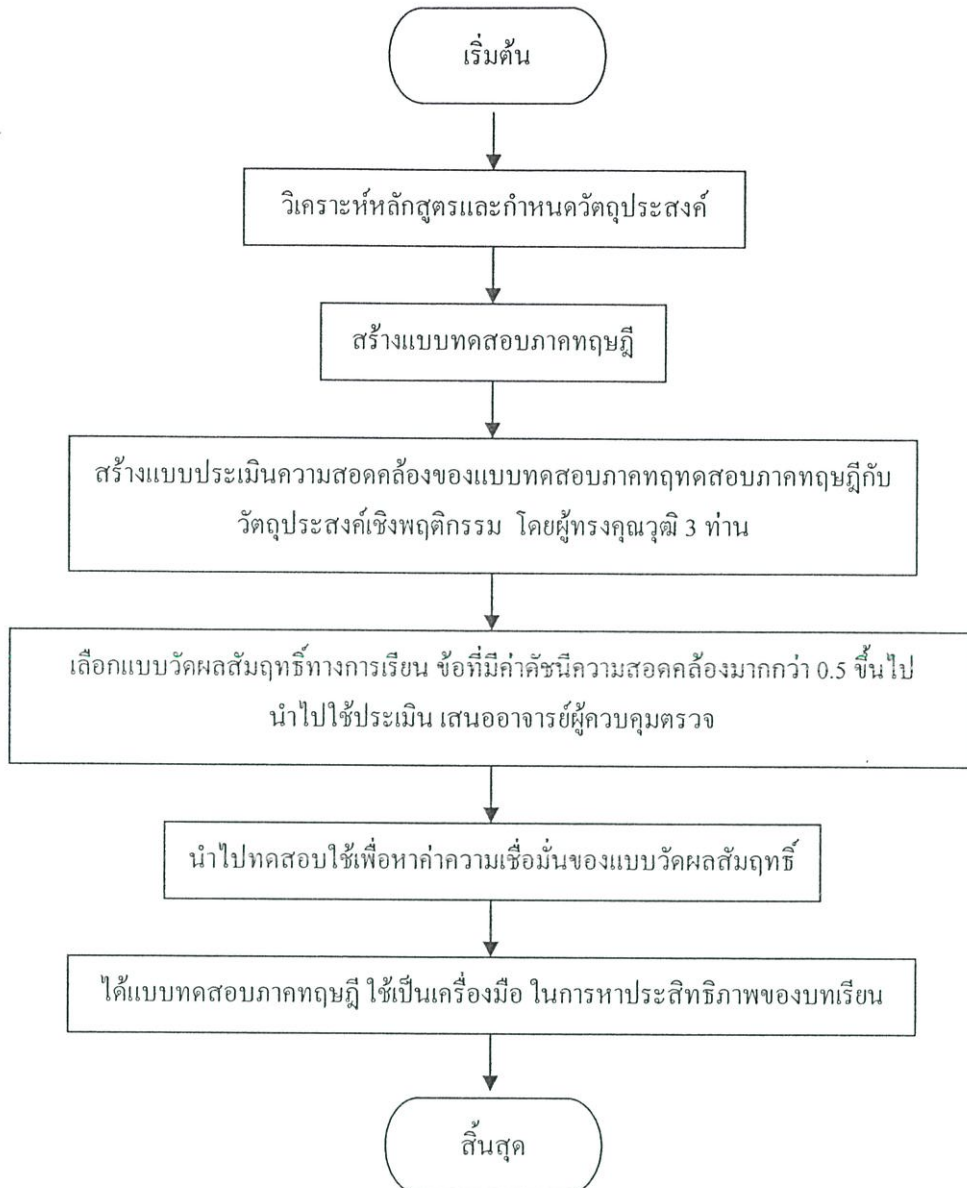 เริ่มต้น
วิเคราะห์หลักสูตรและกำหนดวัตถุประสงค์
สร้างแบบทดสอบภาคทฤษฎี
สร้างแบบประเมินความสอดคล้องของแบบทดสอบภาคทฤทดสอบภาคทฤษฎีกับ
วัตถุประสงค์เชิงพฤติกรรม โดยผู้ทรงคุณวุฒิ 3 ท่าน
เลือกแบบวัดผลสัมฤทธิ์ทางการเรียน ข้อที่มีค่าดัชนีความสอดคล้องมากกว่า 0.5 ขึ้นไป
นำไปใช้ประเมิน เสนออาจารย์ผู้ควบคุมตรวจ
นำไปทดสอบใช้เพื่อหาค่าความเชื่อมั่นของแบบวัดผลสัมฤทธิ์
ได้แบบทดสอบภาคทฤษฎี ใช้เป็นเครื่องมือ ในการหาประสิทธิภาพของบทเรียน
สิ้นสุด